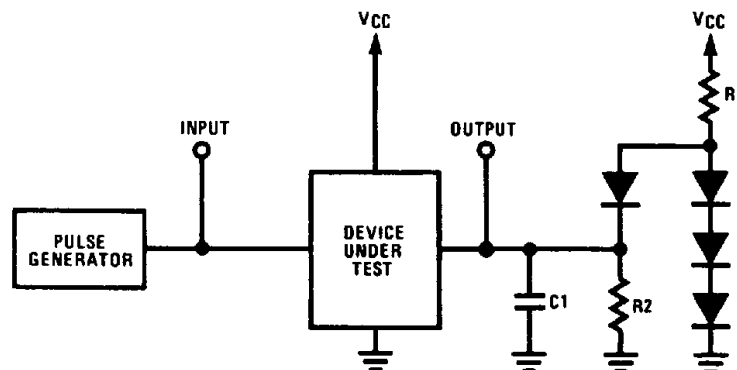 VCC
VCC
R
INPUT
OUTPUT
PULSE
GENERATOR
DEVICE
UNDER
TEST
C1
R2